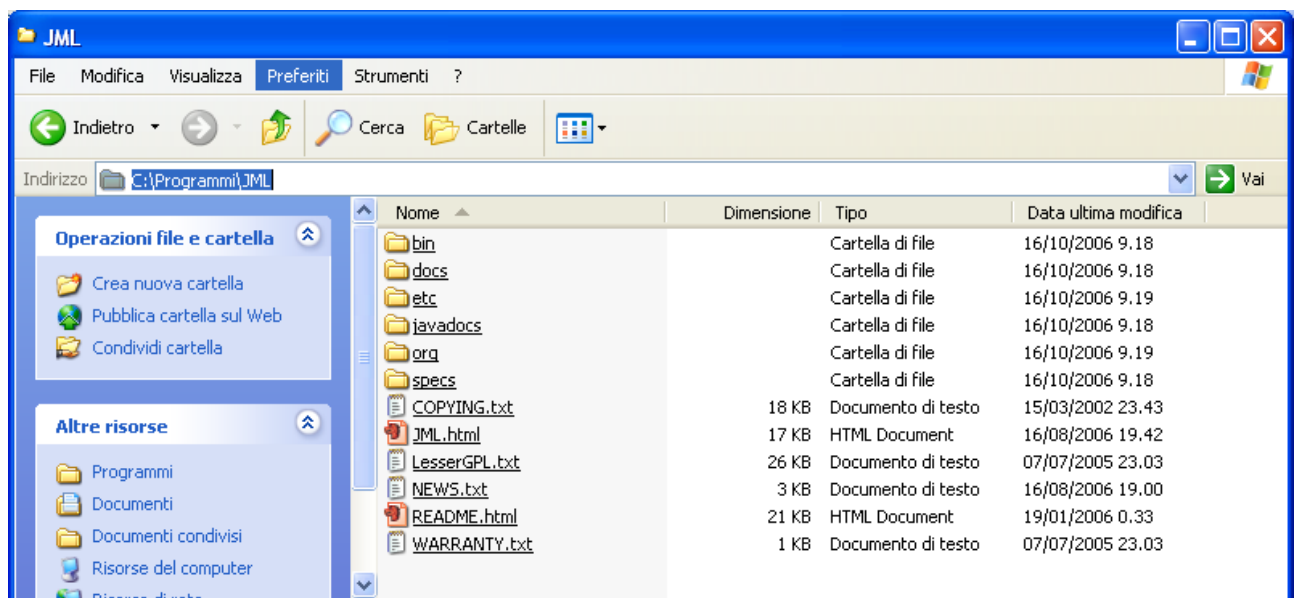 JML
File Modifica Visualizza Preferiti Strumenti ?
Indietro Cerca Cartelle
Indirizzo C:\Programmi\JML Vai
Nome Dimensione Tipo Data ultima modifica
Operazioni file e cartella
Crea nuova cartella
Pubblica cartella sul Web
Condividi cartella
Altre risorse
Programmi
Documenti
Documenti condivisi
Risorse del computer
Risorse di rete
bin Cartella di file 16/10/2006 9.18
docs Cartella di file 16/10/2006 9.18
etc Cartella di file 16/10/2006 9.19
javadocs Cartella di file 16/10/2006 9.18
org Cartella di file 16/10/2006 9.19
specs Cartella di file 16/10/2006 9.18
COPYING.txt 18 KB Documento di testo 15/03/2002 23.43
JML.html 17 KB HTML Document 16/08/2006 19.42
LesserGPL.txt 26 KB Documento di testo 07/07/2005 23.03
NEWS.txt 3 KB Documento di testo 16/08/2006 19.00
README.html 21 KB HTML Document 19/01/2006 0.33
WARRANTY.txt 1 KB Documento di testo 07/07/2005 23.03